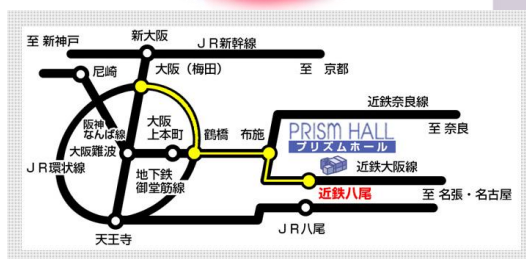 新大阪
至 新神戸
JR新幹線
尼崎
大阪（梅田）
至 京都
近鉄奈良線
阪神
なんば線
大阪
上本町
鶴橋
布施
PRISM HALL
プリズムホール
至 奈良
大阪難波
JR環状線
地下鉄
御堂筋線
近鉄大阪線
近鉄八尾
至 名張・名古屋
JR八尾
天王寺